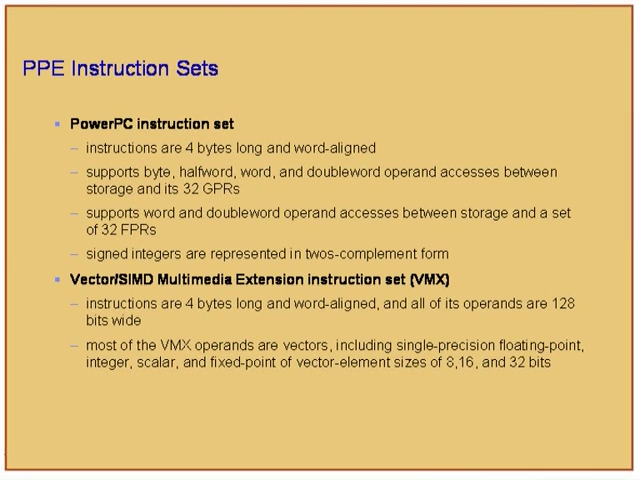 PPE Instruction Sets
PowerPC instruction set
– instructions are 4 bytes long and word-aligned
– supports byte, halfword, word, and doubleword operand accesses between
storage and its 32 GPRs
– supports word and doubleword operand accesses between storage and a set
of 32 FPRs
– signed integers are represented in twos-complement form
Vector/SIMD Multimedia Extension instruction set (VMX)
– instructions are 4 bytes long and word-aligned, and all of its operands are 128
bits wide
– most of the VMX operands are vectors, including single-precision floating-point,
integer, scalar, and fixed-point of vector-element sizes of 8,16, and 32 bits